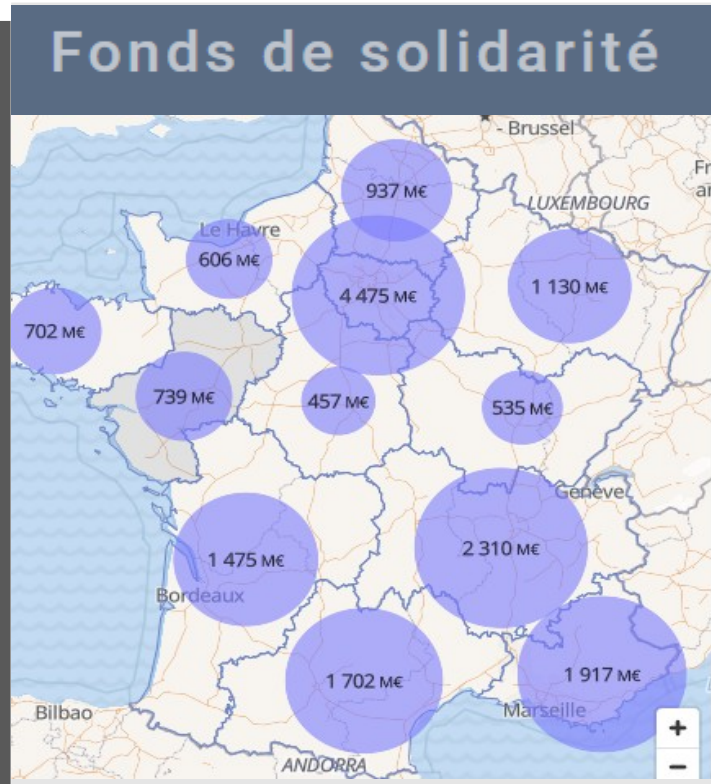 Fonds de solidarité
- Brussel
937 M€
LUXEMBOURG
Le Havre
606 M€
4 475 M€
1 130 M€
702 M€
739 M€
457 M€
535 M€
Genève
2 310 M€
1 475 M€
Bordeaux
1 702 M€
1 917 M€
Marseille
Bilbao
ANDORRA
+
−